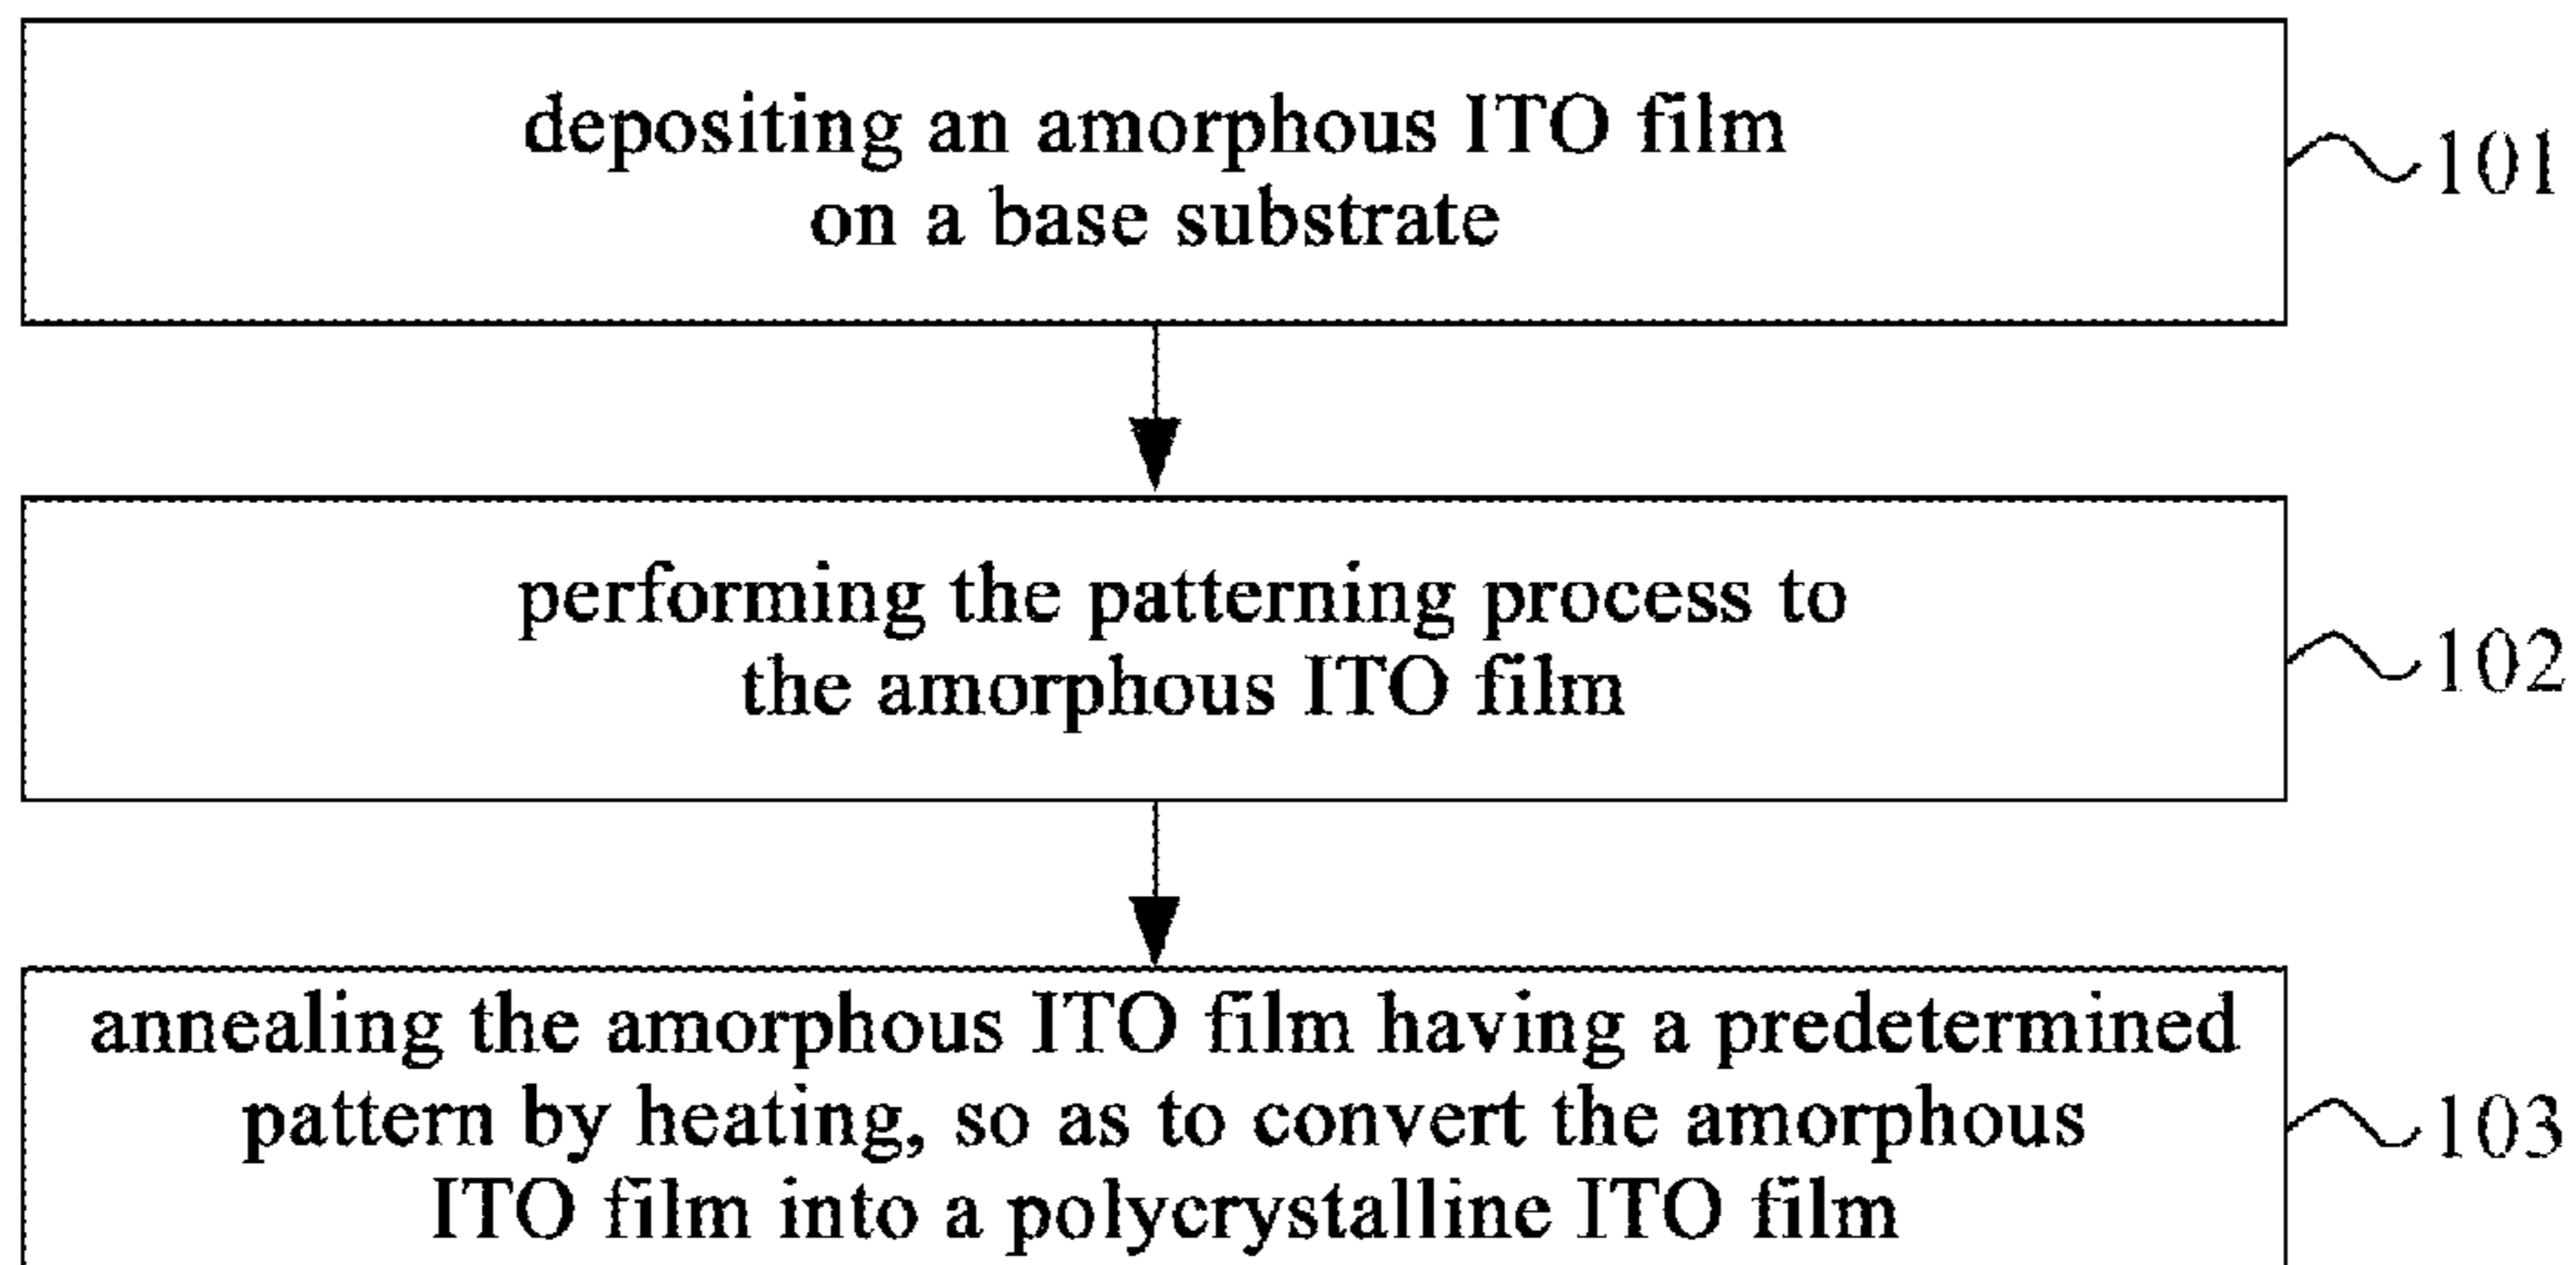 depositing an amorphous ITO film
on a base substrate
101
performing the patterning process to
the amorphous ITO film
102
annealing the amorphous ITO film having a predetermined
pattern by heating, so as to convert the amorphous
ITO film into a polycrystalline ITO film
103